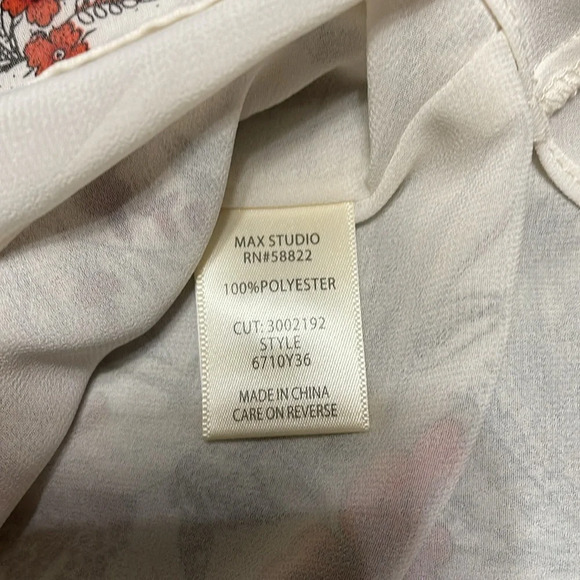 MAX STUDIO
RN#58822
100%POLYESTER
CUT: 3002192
STYLE
6710Y36
MADE IN CHINA
CARE ON REVERSE